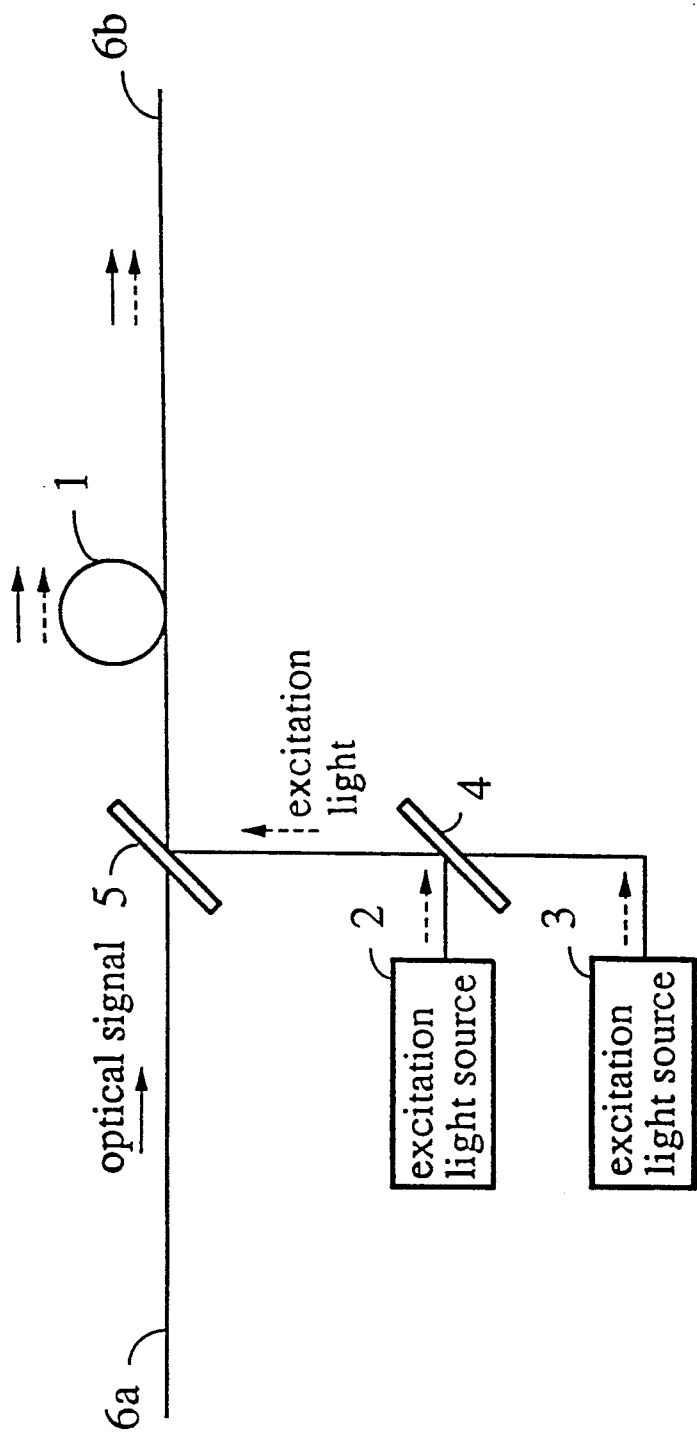 6a
optical signal
5
1
6b
excitation
light
2
excitation
light source
4
3
excitation
light source